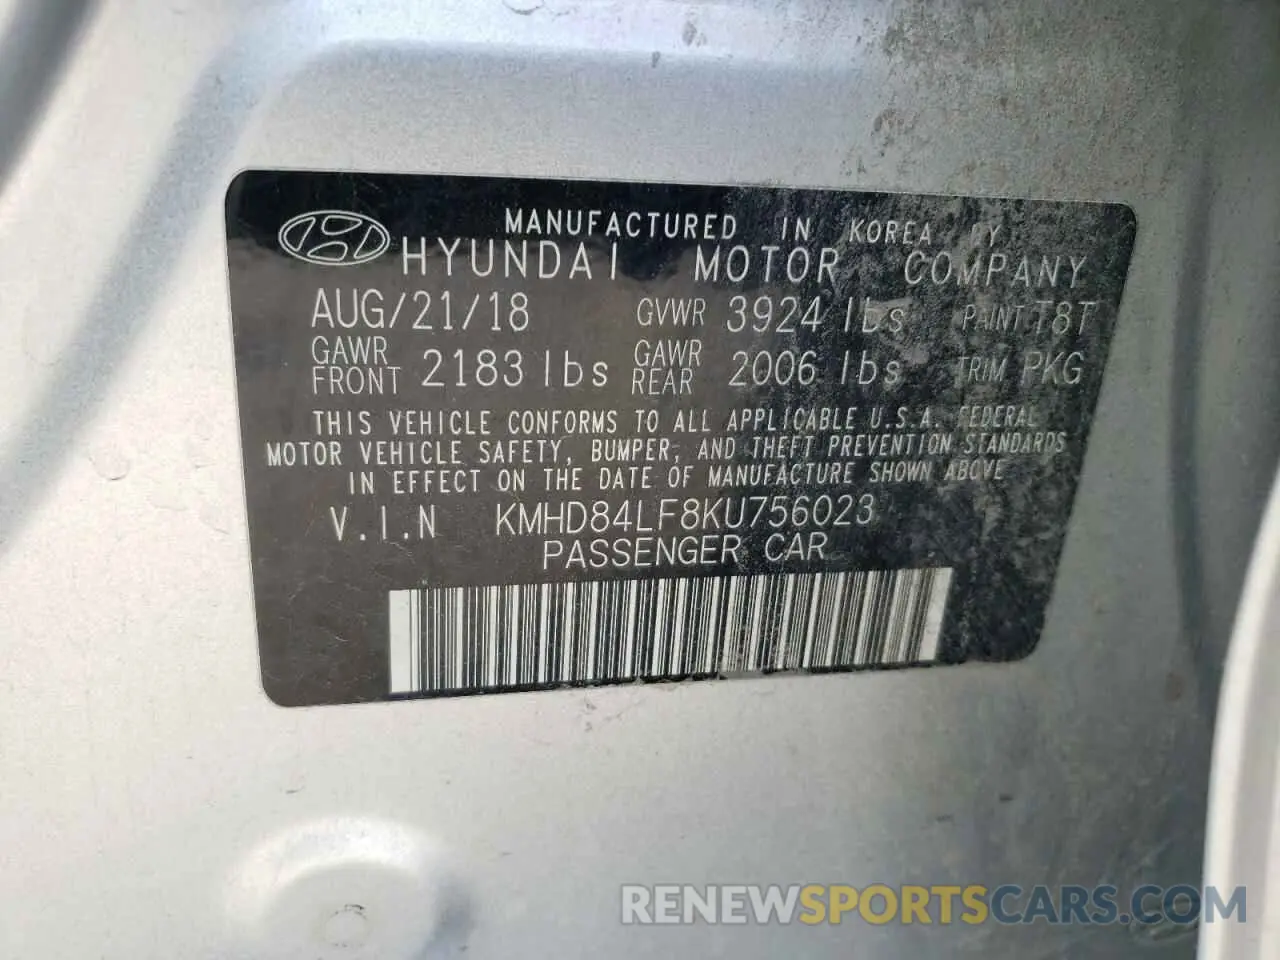 MANUFACTURED IN KOREA BY
HYUNDAI MOTOR COMPANY
AUG/21/18 GVWR 3924 lbs PAINT T8T
GAWR FRONT 2183 lbs GAWR REAR 2006 lbs TRIM PKG
THIS VEHICLE CONFORMS TO ALL APPLICABLE U.S.A. FEDERAL
MOTOR VEHICLE SAFETY, BUMPER, AND THEFT PREVENTION STANDARDS
IN EFFECT ON THE DATE OF MANUFACTURE SHOWN ABOVE
V.I.N KMHD84LF8KU756023
PASSENGER CAR
RENEWSPORTSCARS.COM